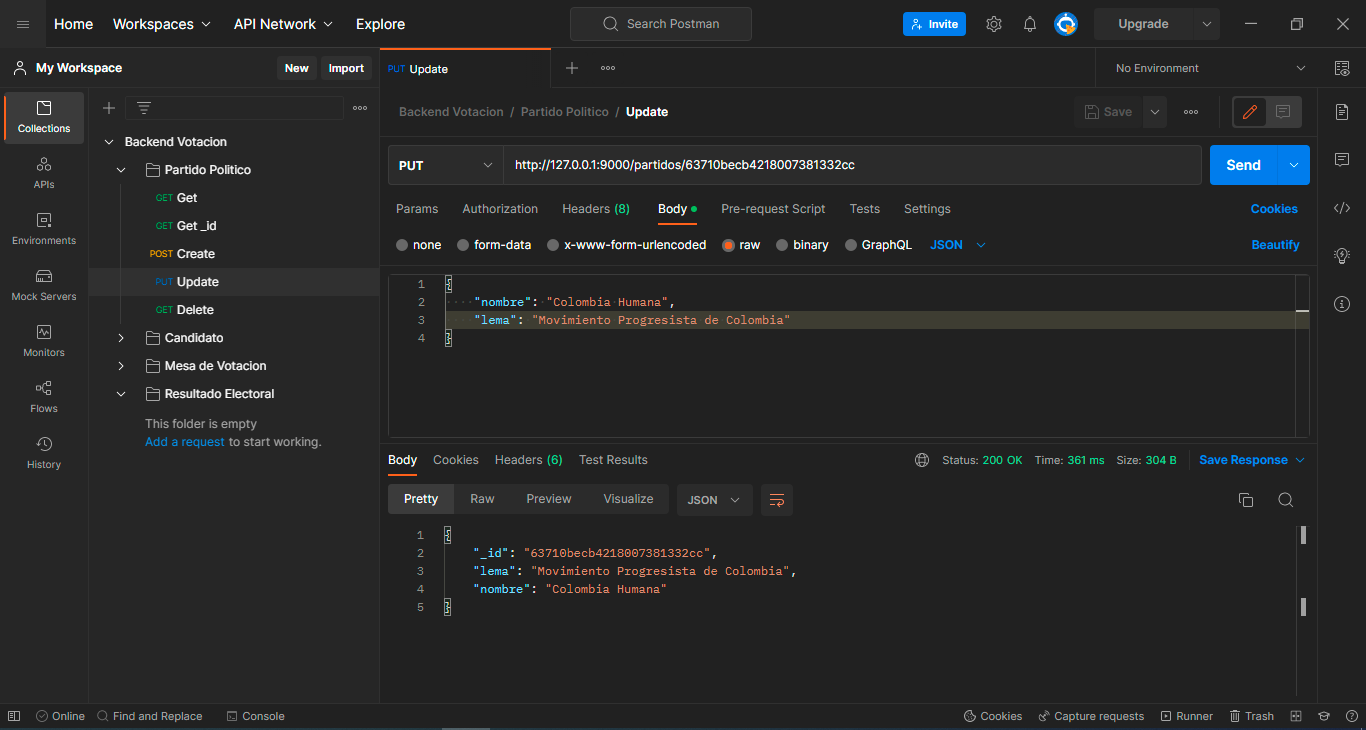 Home Workspaces API Network Explore Search Postman Invite Upgrade
My Workspace New Import
PUT Update
No Environment
Collections
APIs
Environments
Mock Servers
Monitors
Flows
History
Backend Votacion
Partido Politico
GET Get
GET Get _id
POST Create
PUT Update
GET Delete
Candidato
Mesa de Votacion
Resultado Electoral
This folder is empty
Add a request to start working.
Backend Votacion / Partido Politico / Update
Save
PUT http://127.0.0.1:9000/partidos/63710becb4218007381332cc Send
Params Authorization Headers (8) Body Pre-request Script Tests Settings Cookies
none form-data x-www-form-urlencoded raw binary GraphQL JSON Beautify
1 {
2 "nombre": "Colombia Humana",
3 "lema": "Movimiento Progresista de Colombia"
4 }
Body Cookies Headers (6) Test Results Status: 200 OK Time: 361 ms Size: 304 B Save Response
Pretty Raw Preview Visualize JSON
1 {
2 "_id": "63710becb4218007381332cc",
3 "lema": "Movimiento Progresista de Colombia",
4 "nombre": "Colombia Humana"
5 }
Online Find and Replace Console Cookies Capture requests Runner Trash